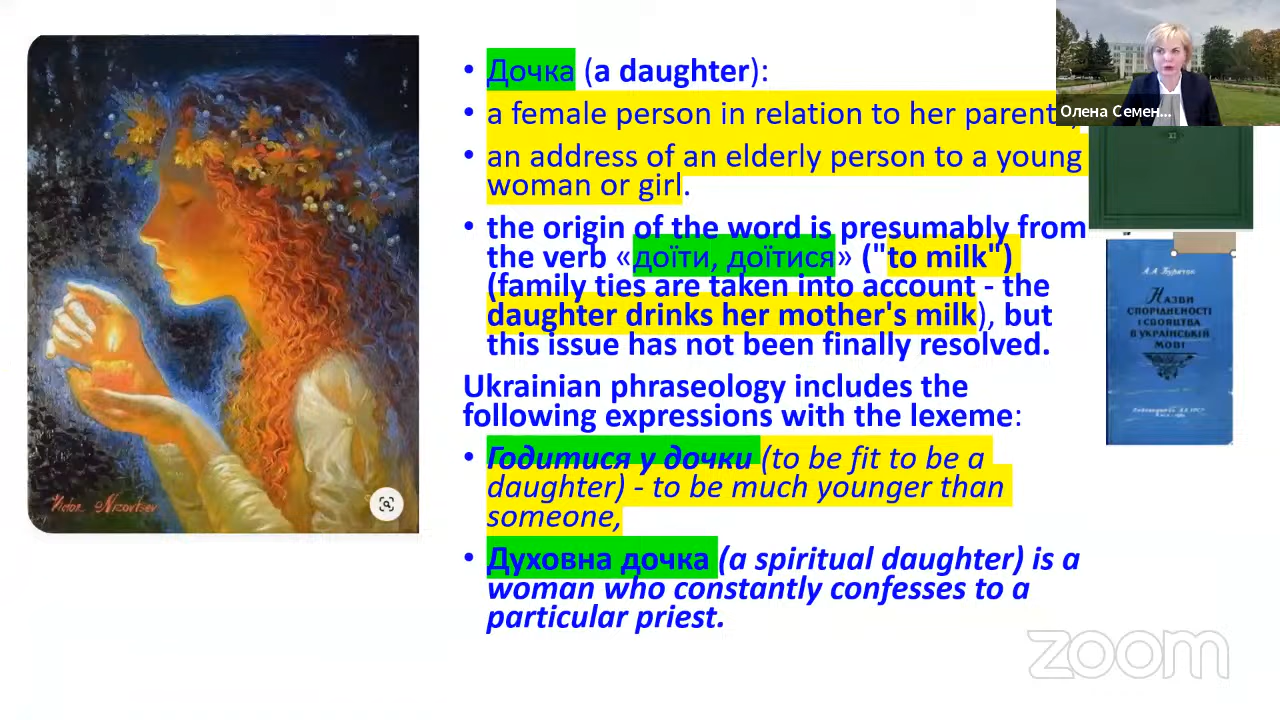 • Дочка (a daughter):
• a female person in relation to her parents,
• an address of an elderly person to a young
woman or girl.
• the origin of the word is presumably from
the verb «доїти, доїтися» ("to milk")
(family ties are taken into account - the
daughter drinks her mother's milk), but
this issue has not been finally resolved.
Ukrainian phraseology includes the
following expressions with the lexeme:
• Годитися у дочки (to be fit to be a
daughter) - to be much younger than
someone,
• Духовна дочка (a spiritual daughter) is a
woman who constantly confesses to a
particular priest.
Victor Nizovtsev
Олена Семен...
XI
А. А. Бурячок
Назви
спорідненості
і свояцтва
в українській
мові
zoom